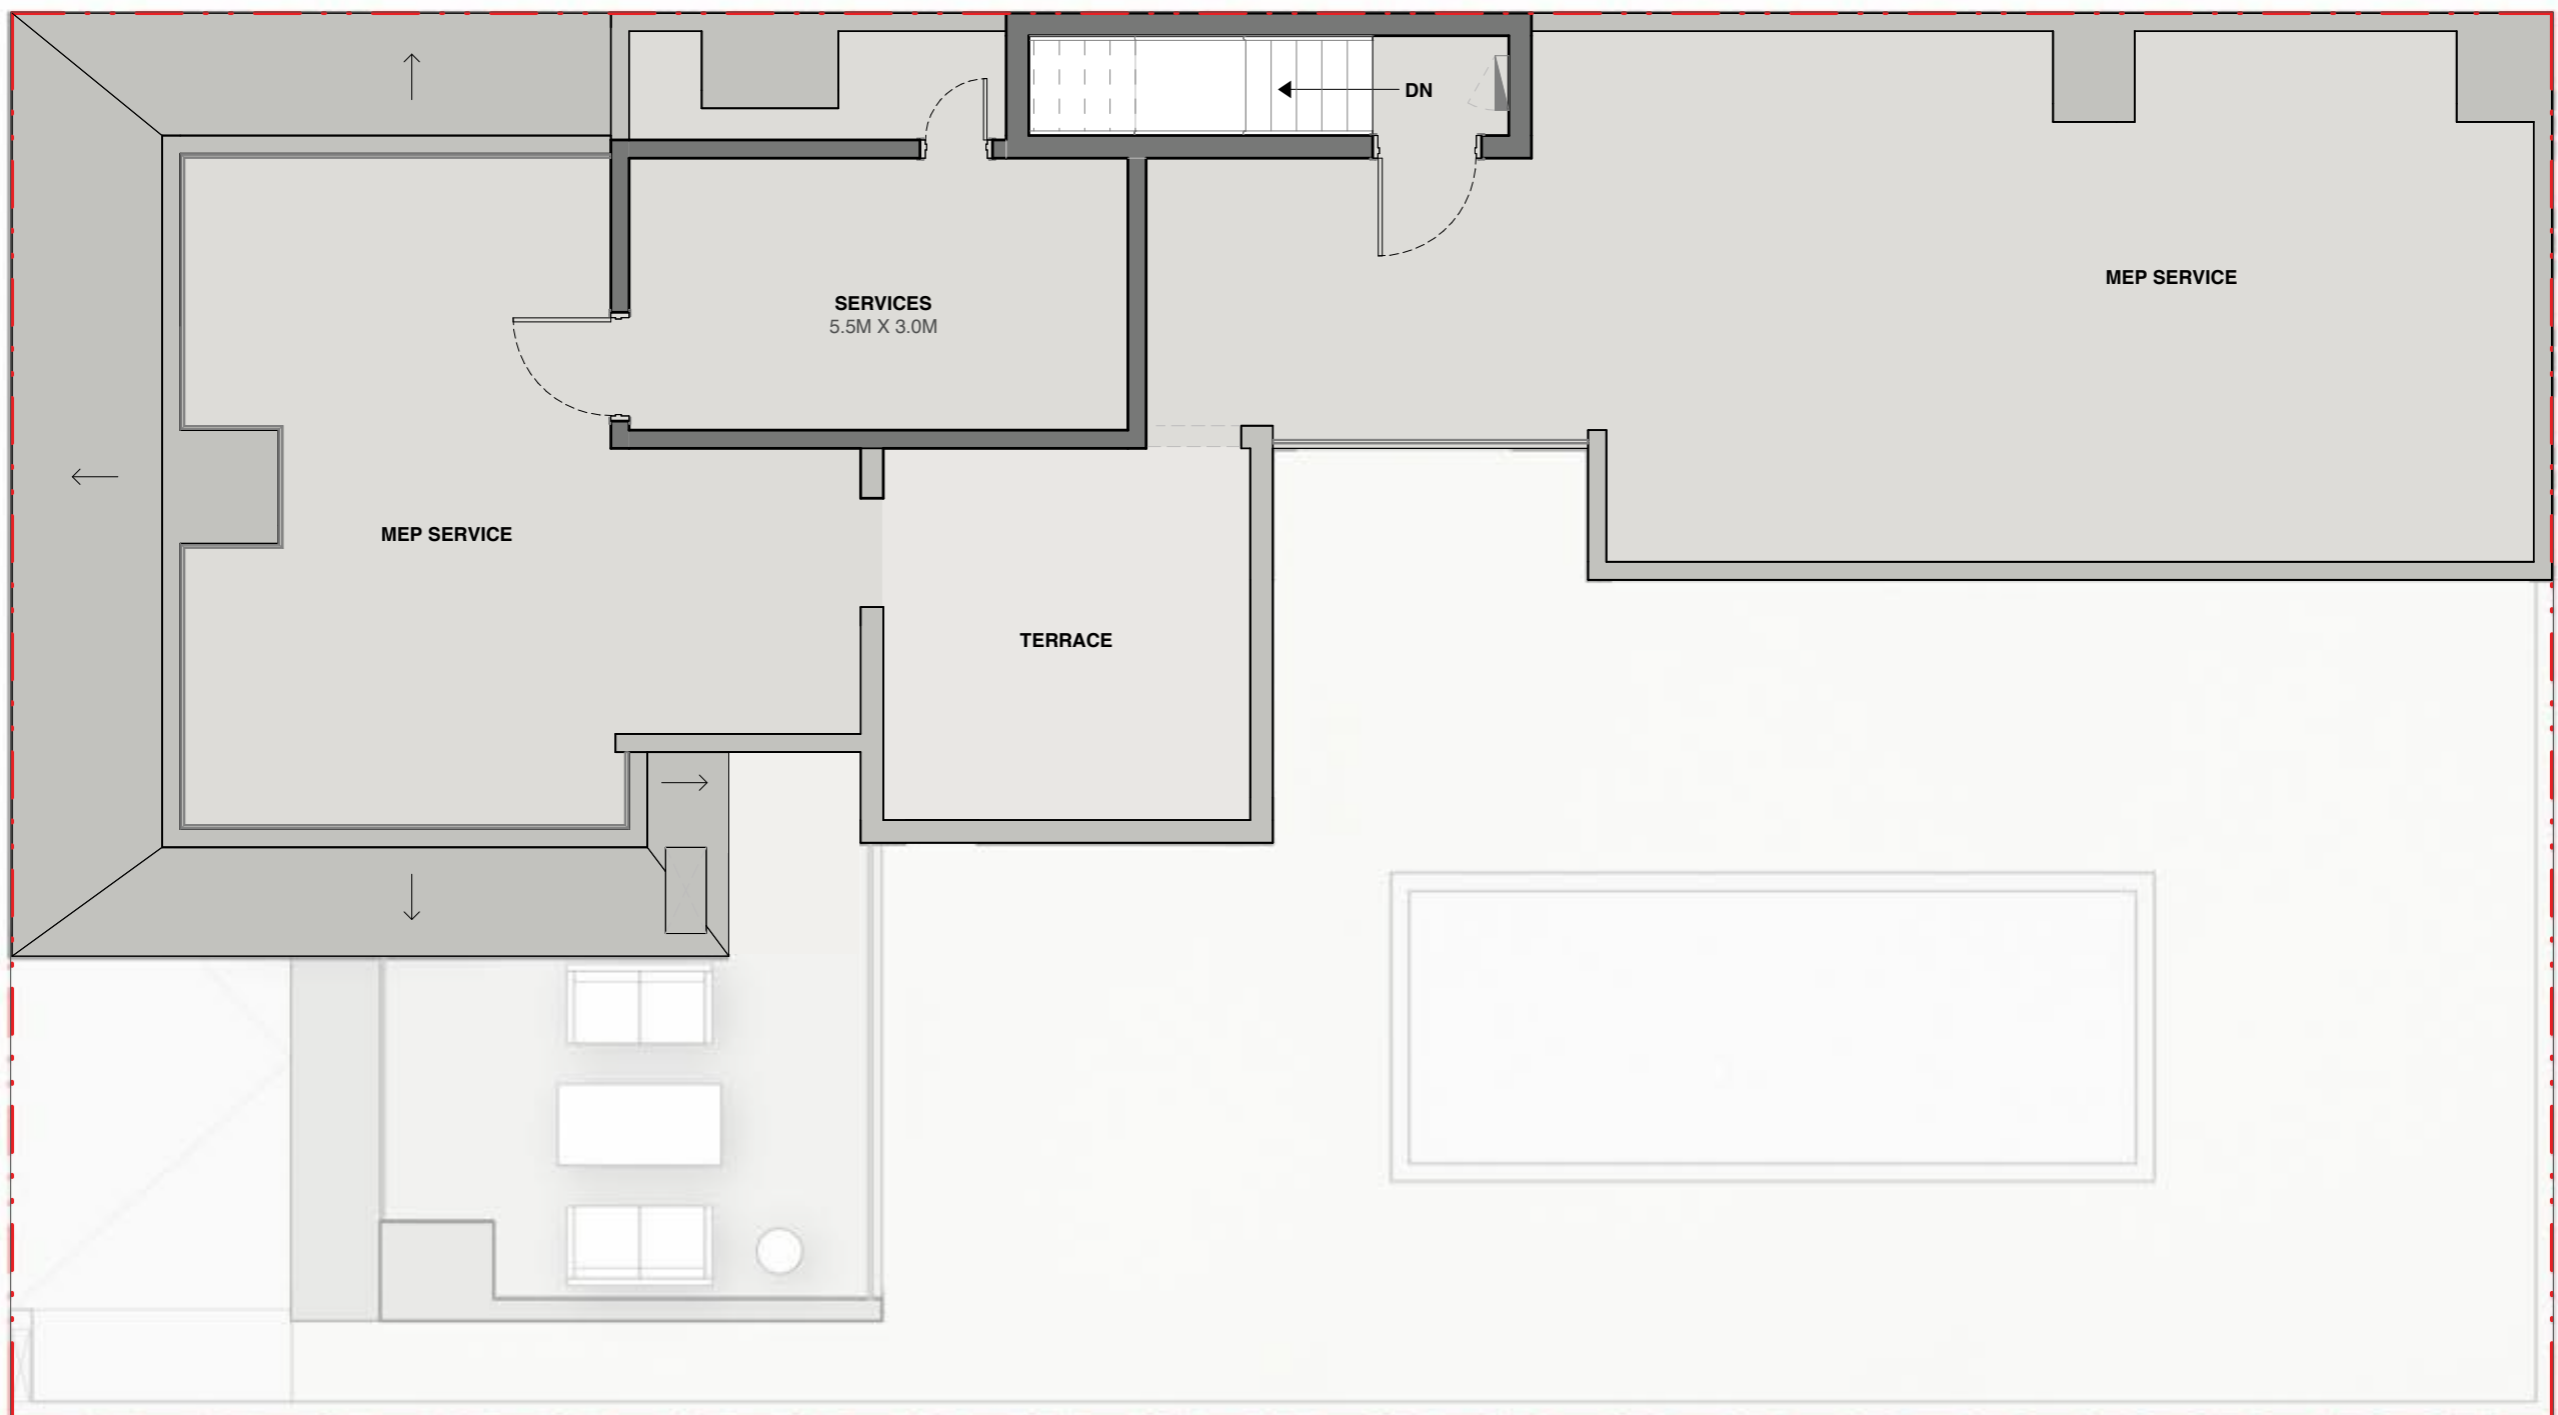 DN
MEP SERVICE
SERVICES
5.5M X 3.0M
MEP SERVICE
TERRACE